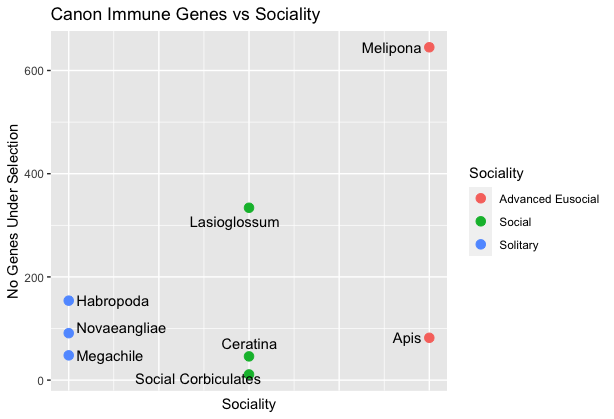 Canon Immune Genes vs Sociality
No Genes Under Selection
600
400
200
0
Melipona
Lasioglossum
Habropoda
Novaeangliae
Megachile
Ceratina
Apis
Social Corbiculates
Sociality
Sociality
Advanced Eusocial
Social
Solitary